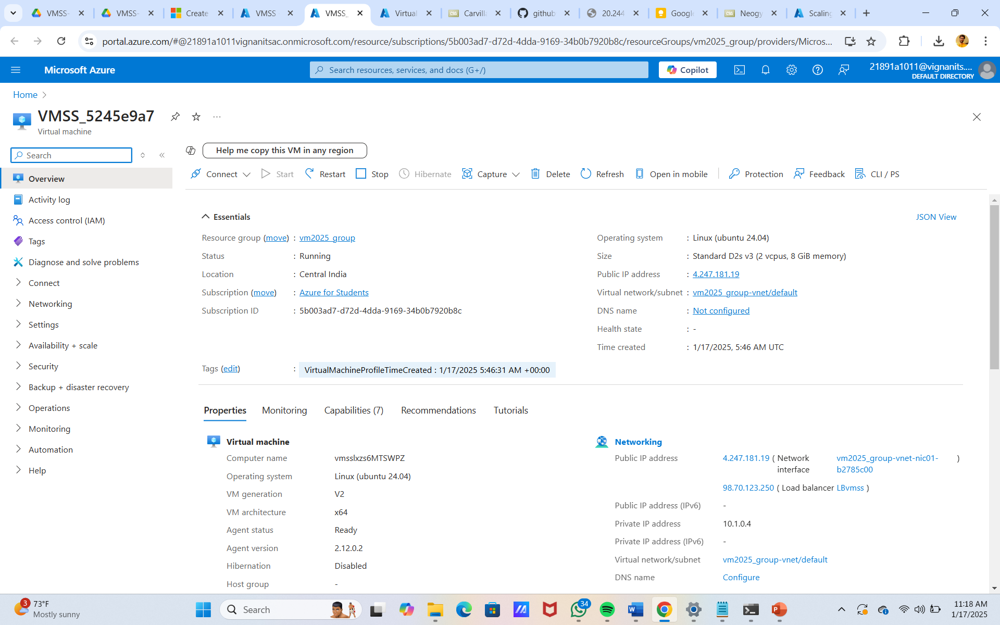 VMSS-
VMSS-
Create
VMSS
VMSS_
Virtual
Carvilla
github
20.244
Google
Neogy
Scaling
portal.azure.com/#@21891a1011vignanitsac.onmicrosoft.com/resource/subscriptions/5b003ad7-d72d-4dda-9169-34b0b7920b8c/resourceGroups/vm2025_group/providers/Micros...
Microsoft Azure
Search resources, services, and docs (G+/)
Copilot
21891a1011@vignanits....
DEFAULT DIRECTORY
Home
VMSS_5245e9a7
Virtual machine
Search
Help me copy this VM in any region
Connect
Start
Restart
Stop
Hibernate
Capture
Delete
Refresh
Open in mobile
Protection
Feedback
CLI / PS
Overview
Activity log
Access control (IAM)
Tags
Diagnose and solve problems
Connect
Networking
Settings
Availability + scale
Security
Backup + disaster recovery
Operations
Monitoring
Automation
Help
Essentials
JSON View
Resource group (move) : vm2025_group
Status : Running
Location : Central India
Subscription (move) : Azure for Students
Subscription ID : 5b003ad7-d72d-4dda-9169-34b0b7920b8c
Operating system : Linux (ubuntu 24.04)
Size : Standard D2s v3 (2 vcpus, 8 GiB memory)
Public IP address : 4.247.181.19
Virtual network/subnet : vm2025_group-vnet/default
DNS name : Not configured
Health state : -
Time created : 1/17/2025, 5:46 AM UTC
Tags (edit) : VirtualMachineProfileTimeCreated : 1/17/2025 5:46:31 AM +00:00
Properties
Monitoring
Capabilities (7)
Recommendations
Tutorials
Virtual machine
Computer name vmsslxzs6MTSWPZ
Operating system Linux (ubuntu 24.04)
VM generation V2
VM architecture x64
Agent status Ready
Agent version 2.12.0.2
Hibernation Disabled
Host group -
Networking
Public IP address 4.247.181.19 ( Network interface vm2025_group-vnet-nic01-b2785c00 )
98.70.123.250 ( Load balancer LBvmss )
Public IP address (IPv6) -
Private IP address 10.1.0.4
Private IP address (IPv6) -
Virtual network/subnet vm2025_group-vnet/default
DNS name Configure
3
73°F
Mostly sunny
Search
34
11:18 AM
1/17/2025